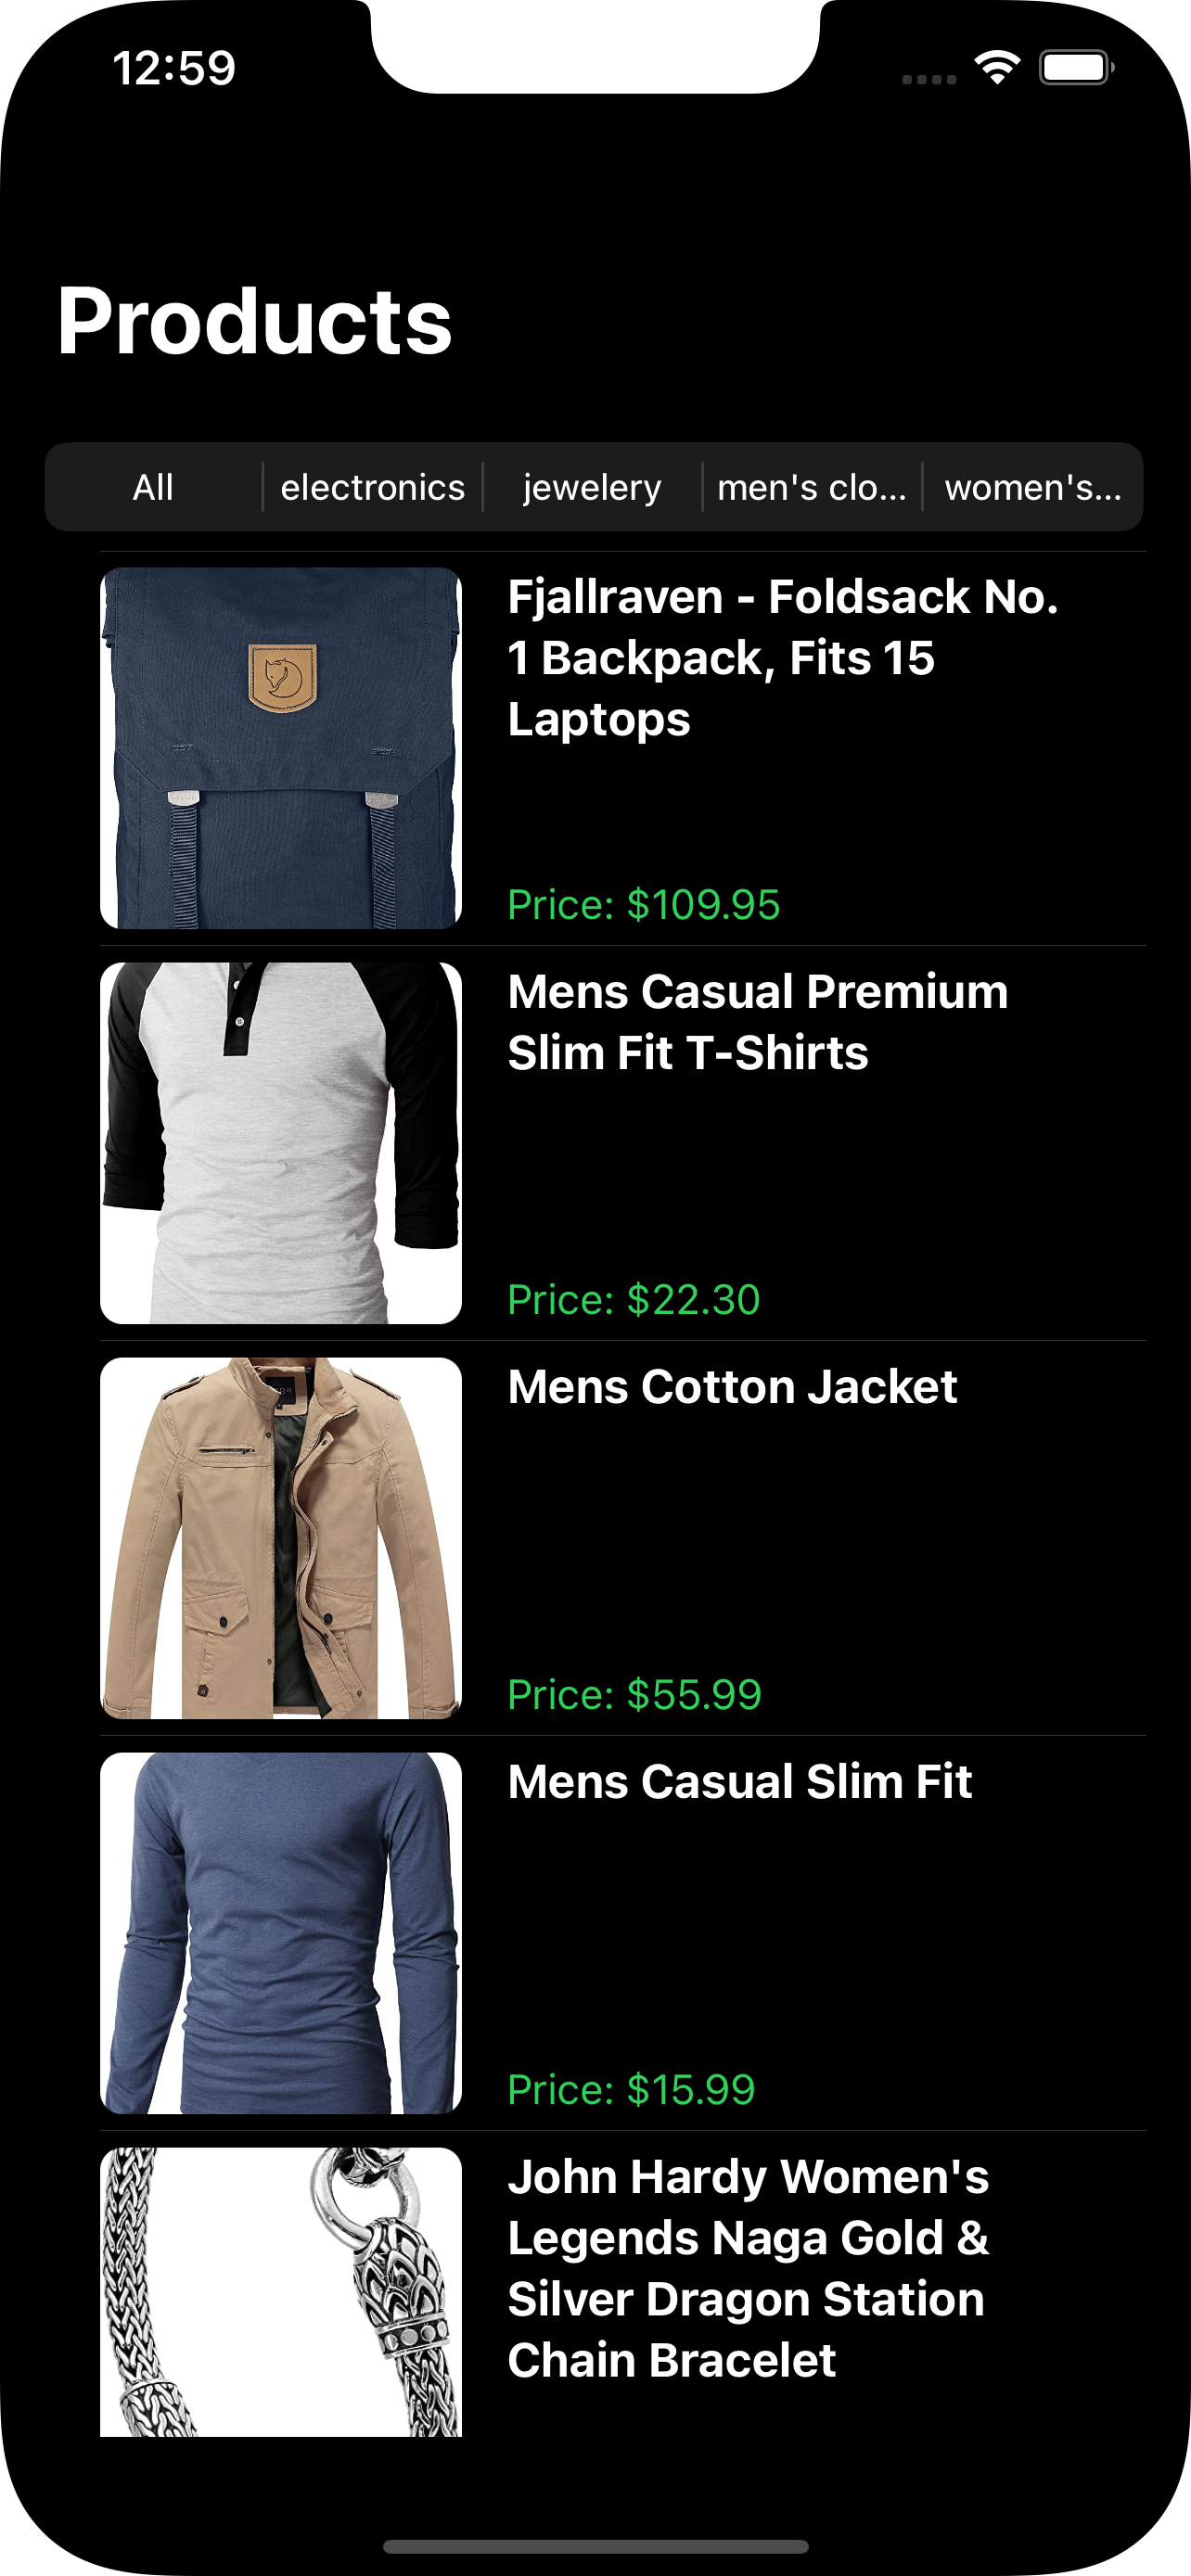 12:59
Products
All
electronics
jewelery
men's clo...
women's...
Fjallraven - Foldsack No.
1 Backpack, Fits 15
Laptops
Price: $109.95
Mens Casual Premium
Slim Fit T-Shirts
Price: $22.30
Mens Cotton Jacket
Price: $55.99
Mens Casual Slim Fit
Price: $15.99
John Hardy Women's
Legends Naga Gold &
Silver Dragon Station
Chain Bracelet